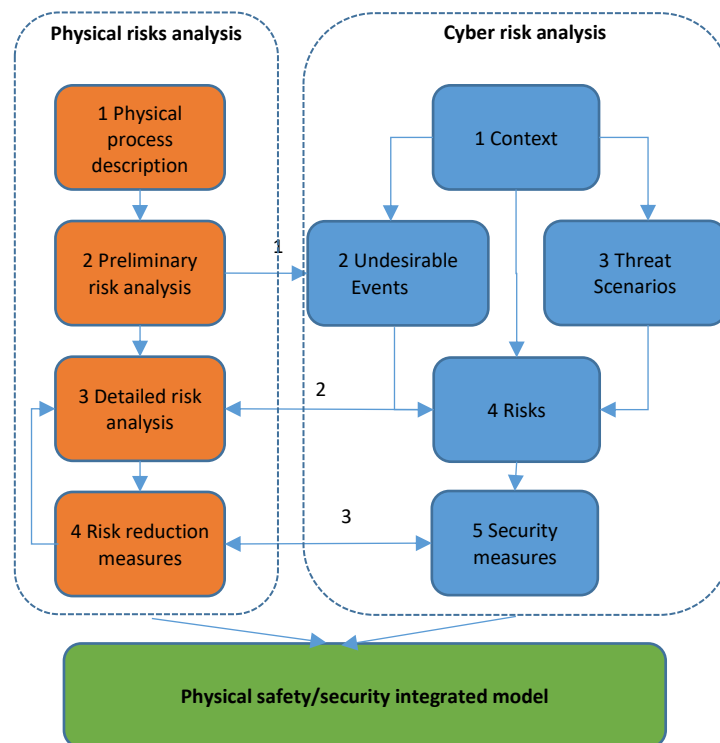 Physical risks analysis
Cyber risk analysis
1 Physical
process
description
1 Context
1
2 Preliminary
risk analysis
2 Undesirable
Events
3 Threat
Scenarios
3 Detailed risk
analysis
2
4 Risks
4 Risk reduction
measures
3
5 Security
measures
Physical safety/security integrated model